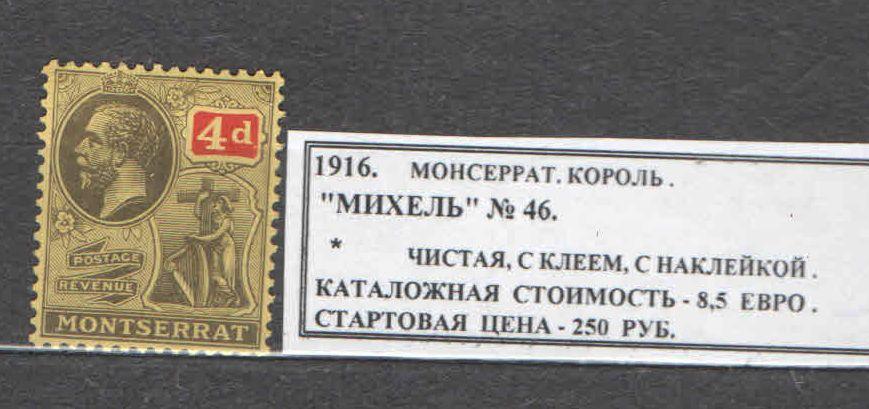 4d
POSTAGE
REVENUE
MONTSERRAT
1916. МОНСЕРРАТ. КОРОЛЬ.
"МИХЕЛЬ" № 46.
* ЧИСТАЯ, С КЛЕЕМ, С НАКЛЕЙКОЙ.
КАТАЛОЖНАЯ СТОИМОСТЬ - 8,5 ЕВРО.
СТАРТОВАЯ ЦЕНА - 250 РУБ.